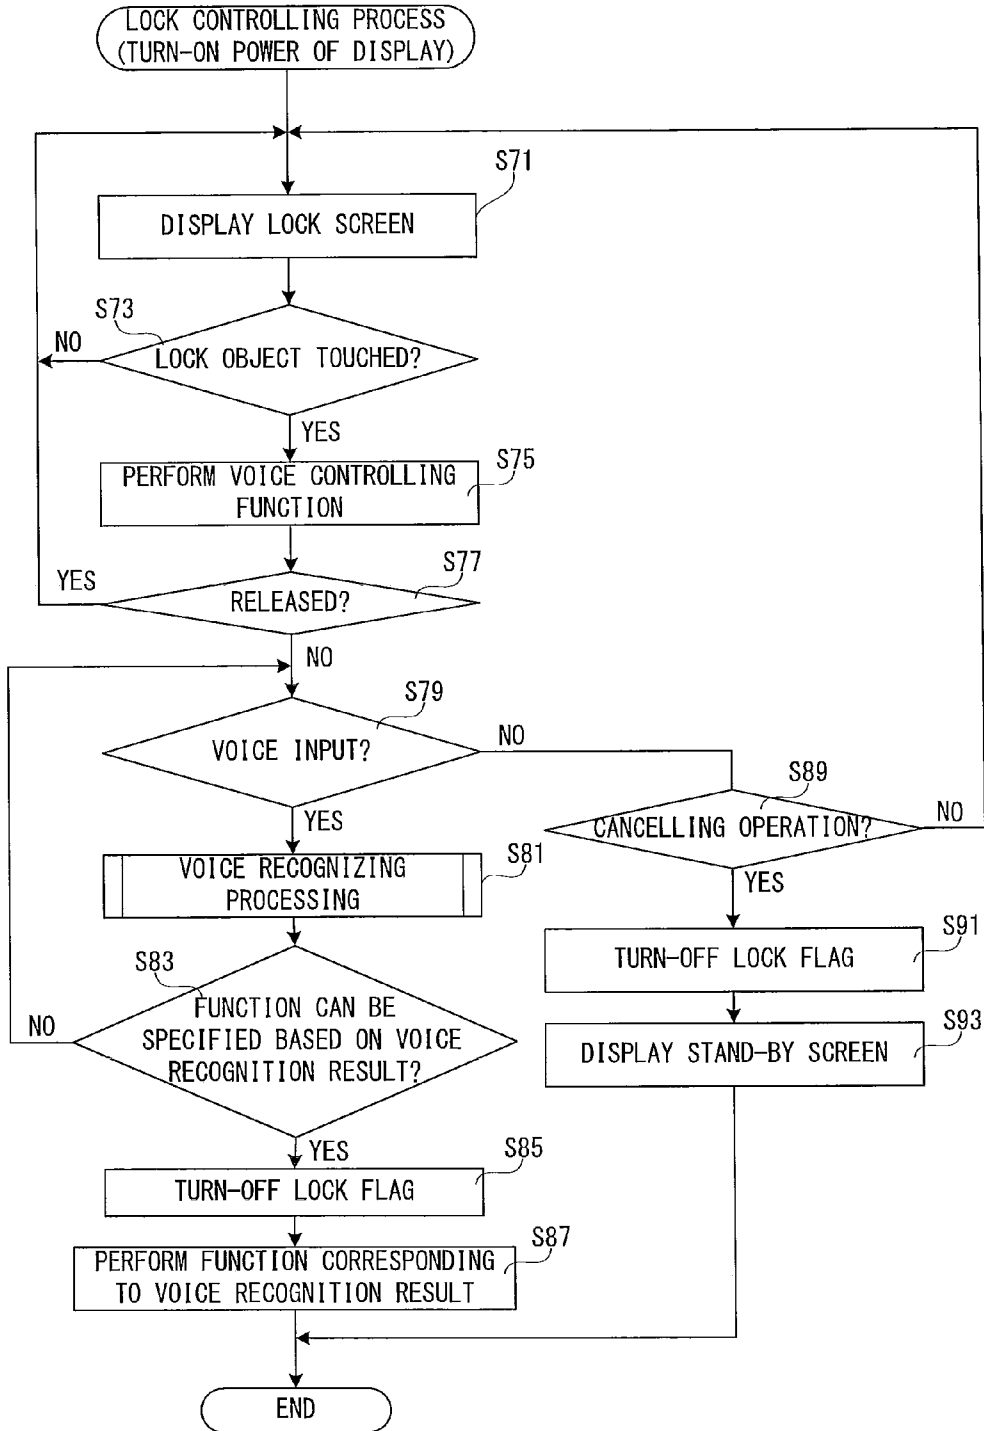 LOCK CONTROLLING PROCESS
(TURN-ON POWER OF DISPLAY)
S71
DISPLAY LOCK SCREEN
S73
NO
LOCK OBJECT TOUCHED?
YES
S75
PERFORM VOICE CONTROLLING
FUNCTION
S77
YES
RELEASED?
NO
S79
VOICE INPUT?
NO
S89
CANCELLING OPERATION?
NO
YES
YES
S81
VOICE RECOGNIZING
PROCESSING
S91
TURN-OFF LOCK FLAG
S83
NO
FUNCTION CAN BE
SPECIFIED BASED ON VOICE
RECOGNITION RESULT?
S93
DISPLAY STAND-BY SCREEN
YES
S85
TURN-OFF LOCK FLAG
S87
PERFORM FUNCTION CORRESPONDING
TO VOICE RECOGNITION RESULT
END